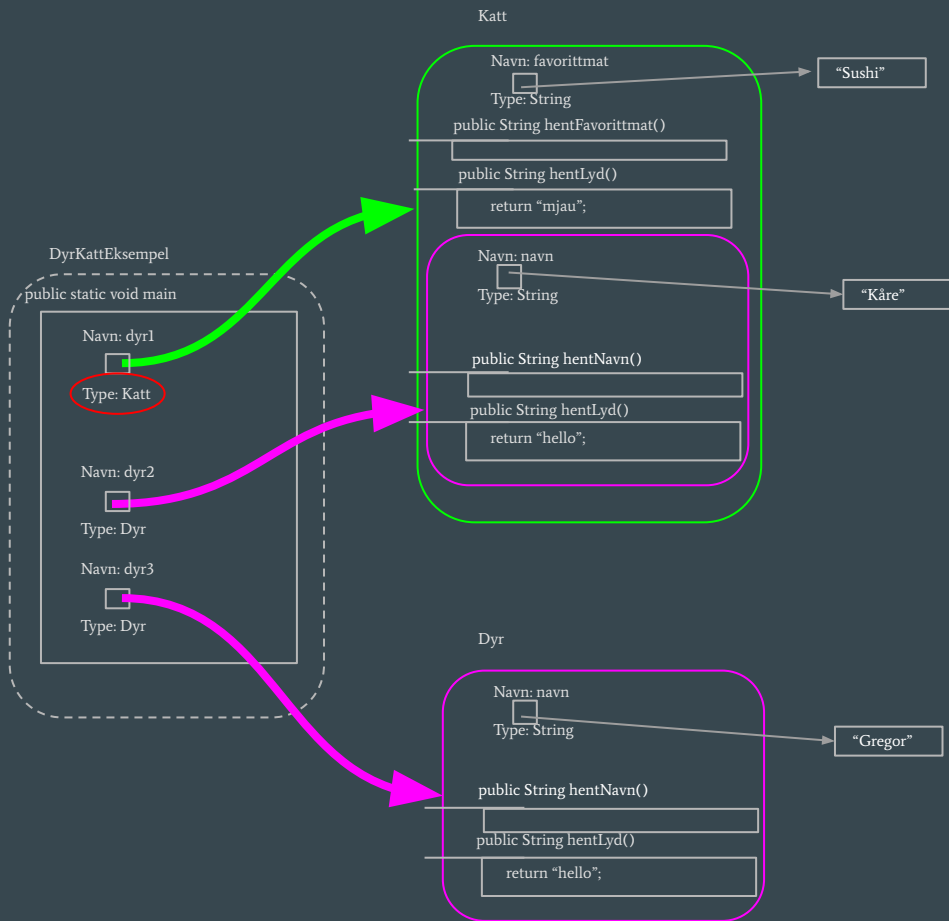 Katt
Navn: favorittmat
Type: String
“Sushi”
public String hentFavorittmat()
public String hentLyd()
return “mjau”;
Navn: navn
Type: String
“Kåre”
public String hentNavn()
public String hentLyd()
return “hello”;
DyrKattEksempel
public static void main
Navn: dyr1
Type: Katt
Navn: dyr2
Type: Dyr
Navn: dyr3
Type: Dyr
Dyr
Navn: navn
Type: String
“Gregor”
public String hentNavn()
public String hentLyd()
return “hello”;